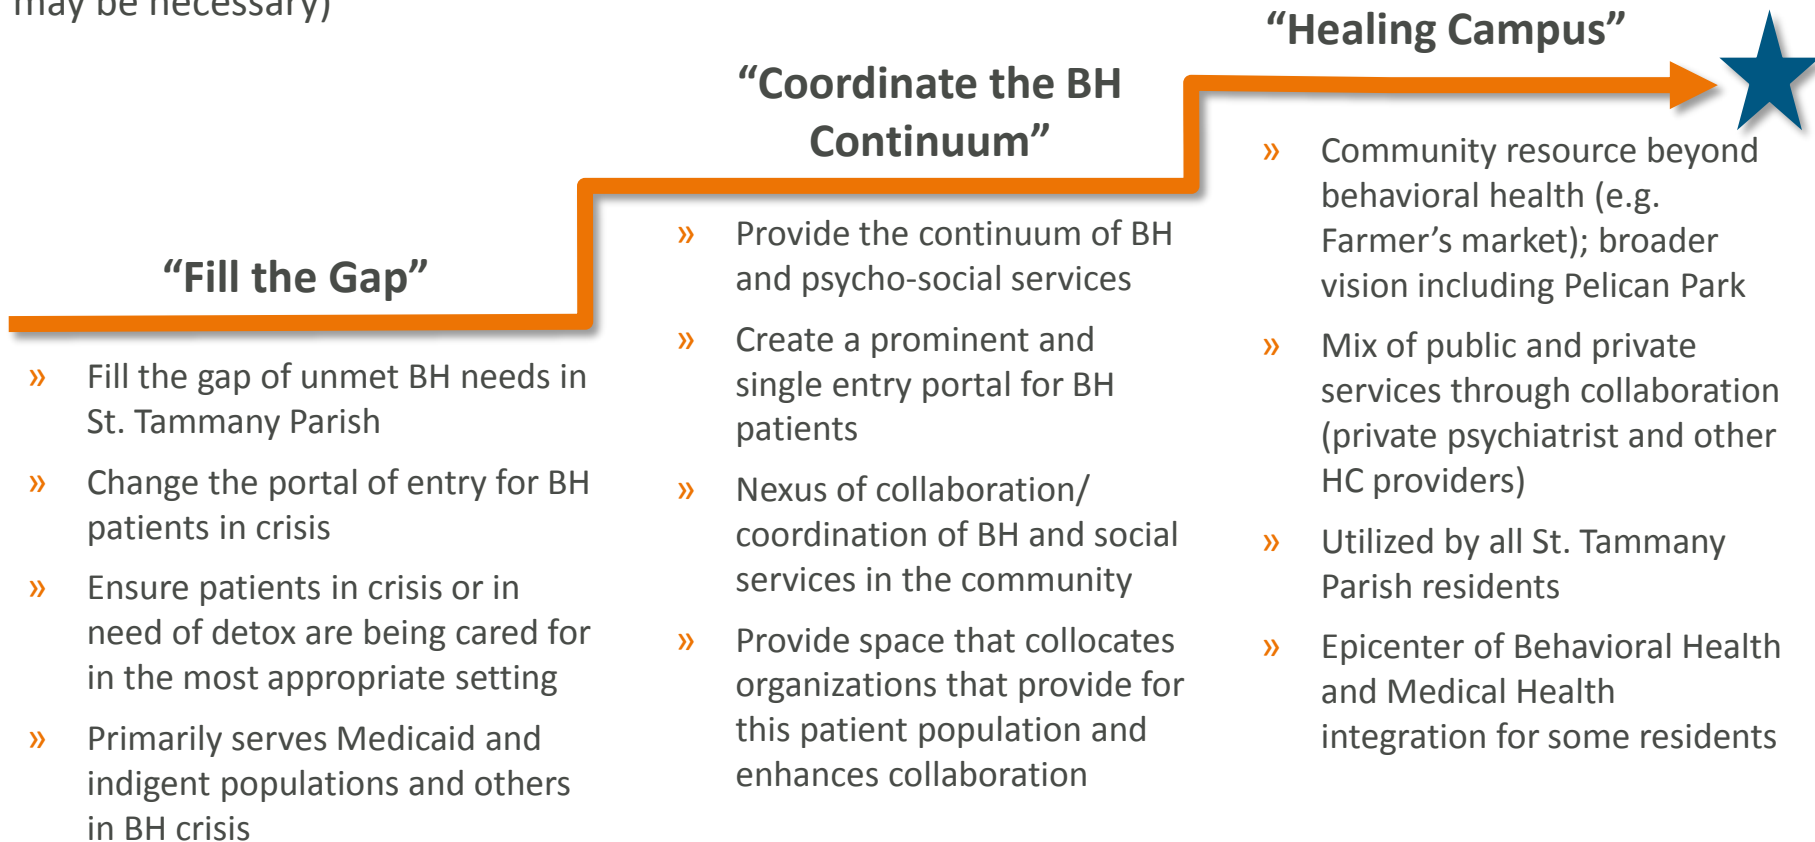 may be necessary)
“Fill the Gap”
» Fill the gap of unmet BH needs in
St. Tammany Parish
» Change the portal of entry for BH
patients in crisis
» Ensure patients in crisis or in
need of detox are being cared for
in the most appropriate setting
» Primarily serves Medicaid and
indigent populations and others
in BH crisis
“Coordinate the BH
Continuum”
» Provide the continuum of BH
and psycho-social services
» Create a prominent and
single entry portal for BH
patients
» Nexus of collaboration/
coordination of BH and social
services in the community
» Provide space that collocates
organizations that provide for
this patient population and
enhances collaboration
“Healing Campus”
» Community resource beyond
behavioral health (e.g.
Farmer’s market); broader
vision including Pelican Park
» Mix of public and private
services through collaboration
(private psychiatrist and other
HC providers)
» Utilized by all St. Tammany
Parish residents
» Epicenter of Behavioral Health
and Medical Health
integration for some residents